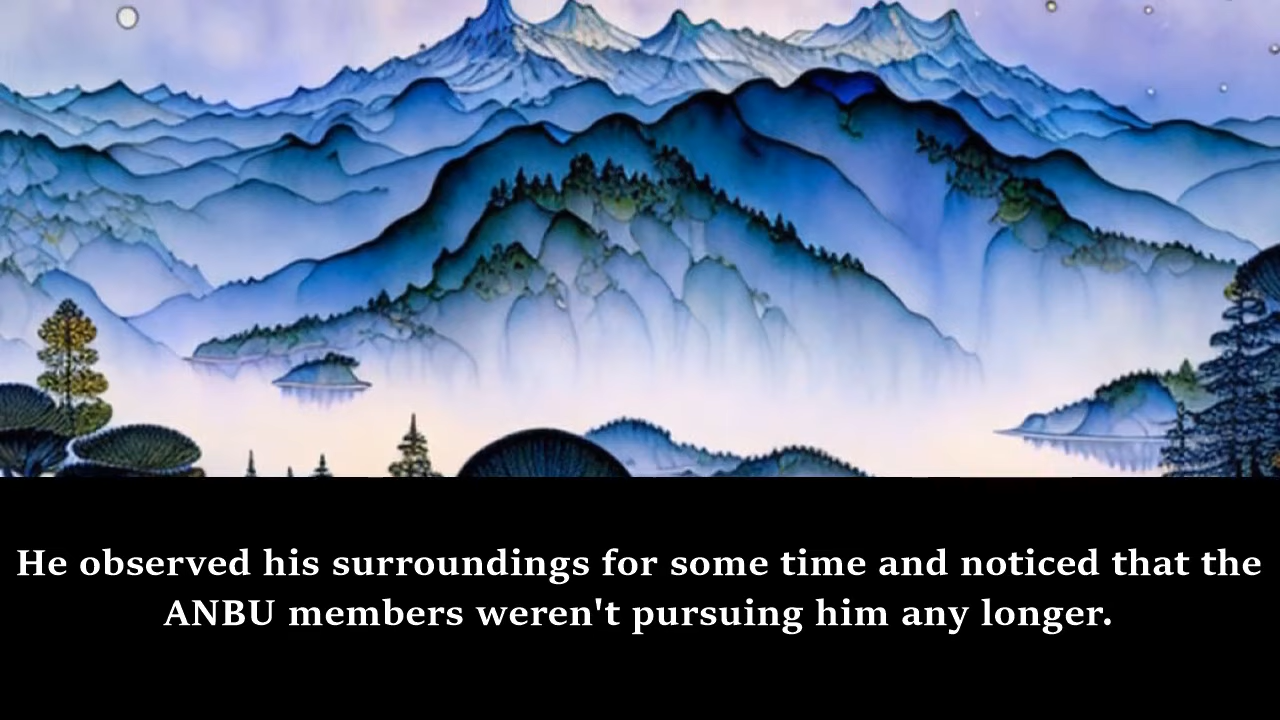 He observed his surroundings for some time and noticed that the
ANBU members weren't pursuing him any longer.